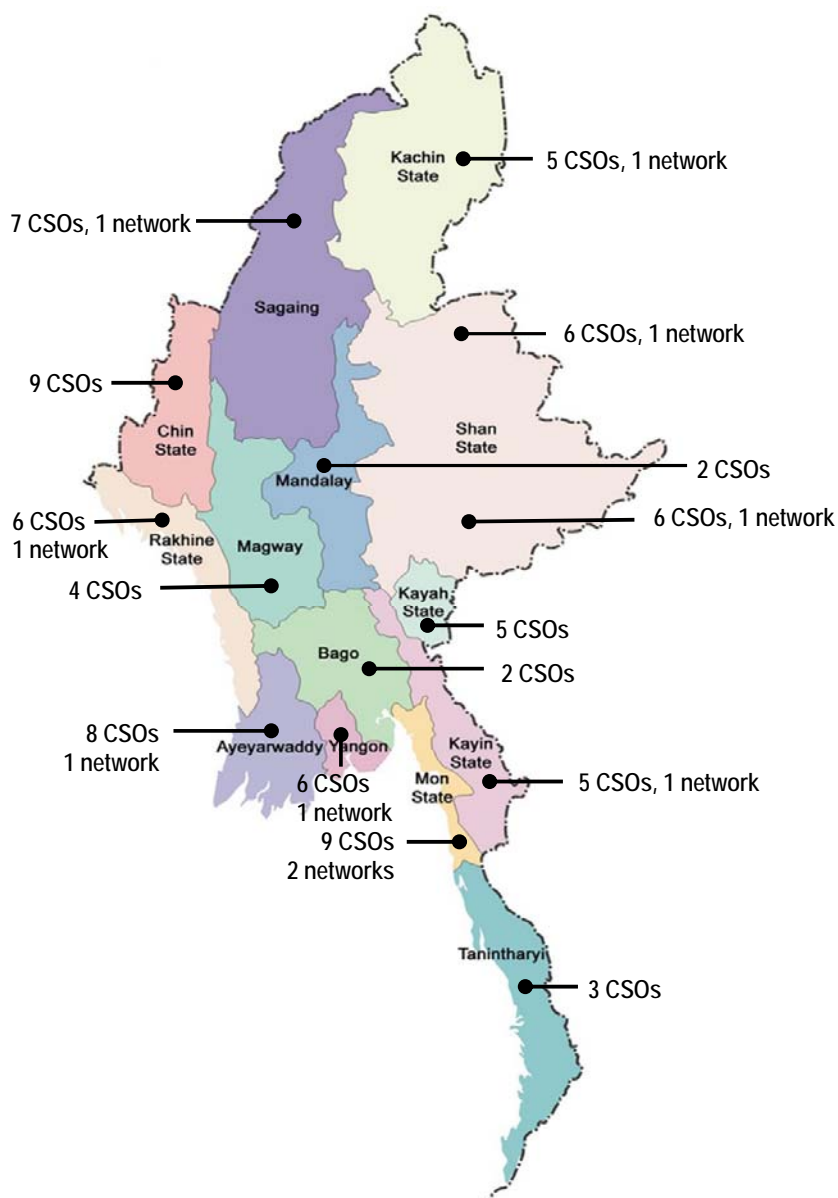 Kachin
State
5 CSOs, 1 network
7 CSOs, 1 network
Sagaing
6 CSOs, 1 network
9 CSOs
Chin
State
Shan
State
Mandalay
2 CSOs
6 CSOs
1 network
Rakhine
State
Magway
6 CSOs, 1 network
4 CSOs
Kayah
State
5 CSOs
Bago
2 CSOs
8 CSOs
1 network
Ayeyarwaddy
Yangon
Kayin
State
6 CSOs
1 network
Mon
State
5 CSOs, 1 network
9 CSOs
2 networks
Tanintharyi
3 CSOs